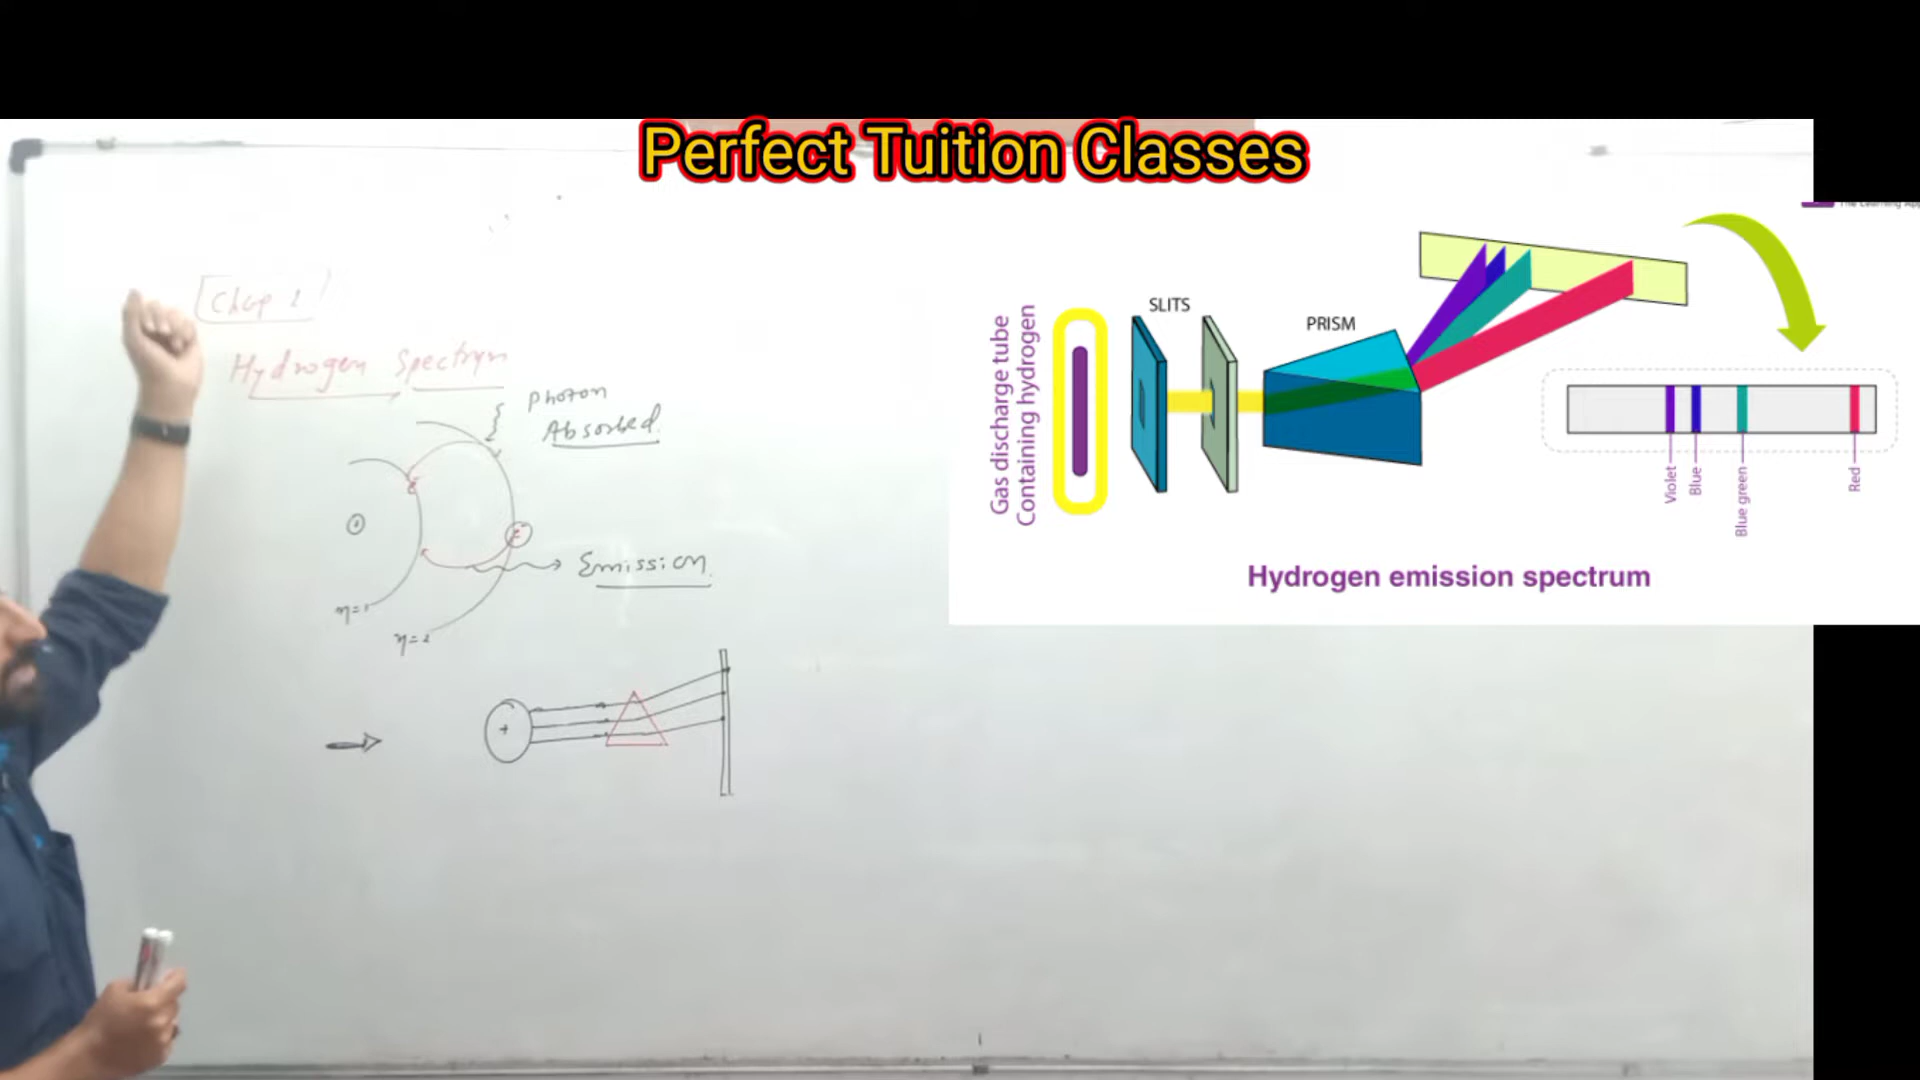 Perfect Tuition Classes
Chap 1
Hydrogen Spectrum
Photon
Absorbed.
Emission.
n=1
n=2
+
SLITS
PRISM
Gas discharge tube
Containing hydrogen
Violet
Blue
Blue green
Red
Hydrogen emission spectrum